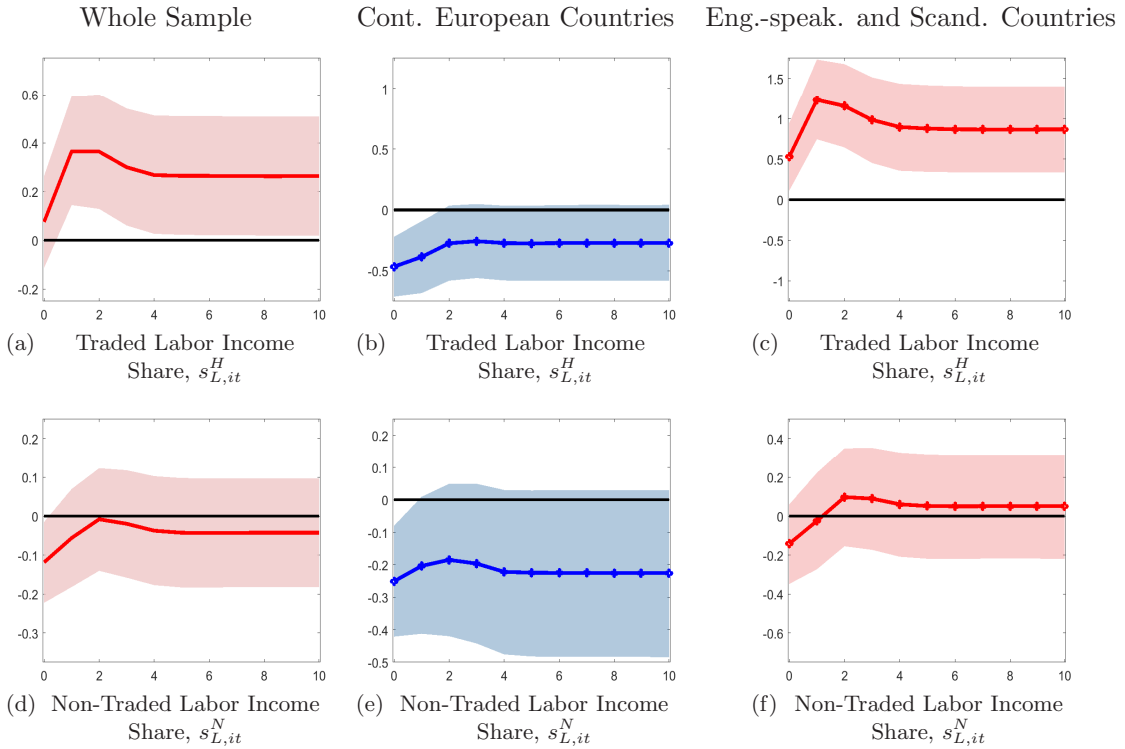 Whole Sample
Cont. European Countries
Eng.-speak. and Scand. Countries
0.6
0.4
0.2
0
-0.2
0 2 4 6 8 10
1
0.5
0
-0.5
0 2 4 6 8 10
1.5
1
0.5
0
-0.5
-1
0 2 4 6 8 10
(a) Traded Labor Income
Share, $s_{L,it}^{H}$
(b) Traded Labor Income
Share, $s_{L,it}^{H}$
(c) Traded Labor Income
Share, $s_{L,it}^{H}$
0.2
0.1
0
-0.1
-0.2
-0.3
0 2 4 6 8 10
0.2
0.1
0
-0.1
-0.2
-0.3
-0.4
-0.5
0 2 4 6 8 10
0.4
0.2
0
-0.2
-0.4
-0.6
0 2 4 6 8 10
(d) Non-Traded Labor Income
Share, $s_{L,it}^{N}$
(e) Non-Traded Labor Income
Share, $s_{L,it}^{N}$
(f) Non-Traded Labor Income
Share, $s_{L,it}^{N}$